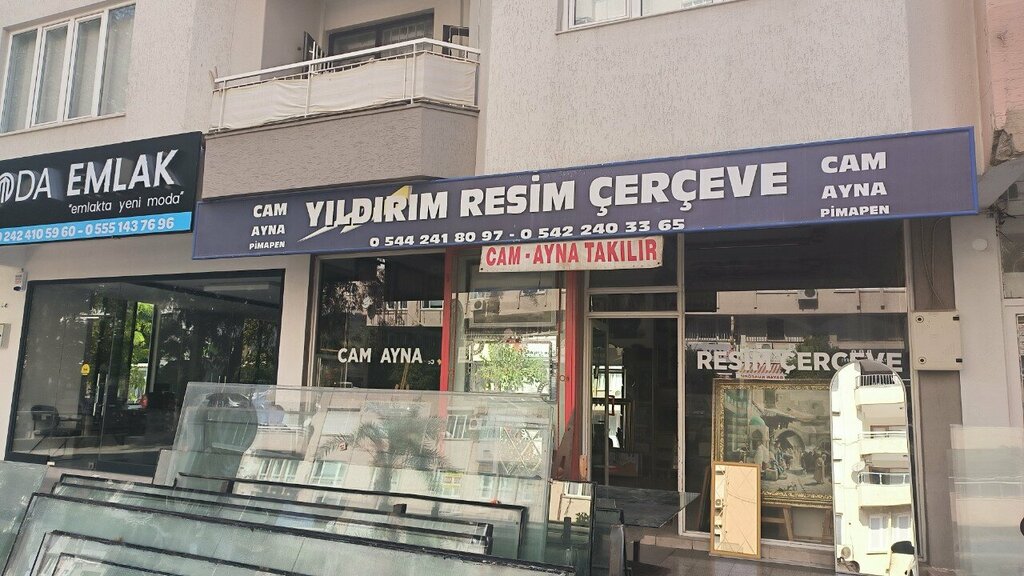 ODA EMLAK
"emlakta yeni moda"
0 242 410 59 60 - 0 555 143 76 96
CAM
AYNA
PİMAPEN
YILDIRIM RESİM ÇERÇEVE
0 544 241 80 97 - 0 542 240 33 65
CAM
AYNA
PİMAPEN
CAM - AYNA TAKILIR
CAM AYNA
RESİM ÇERÇEVE